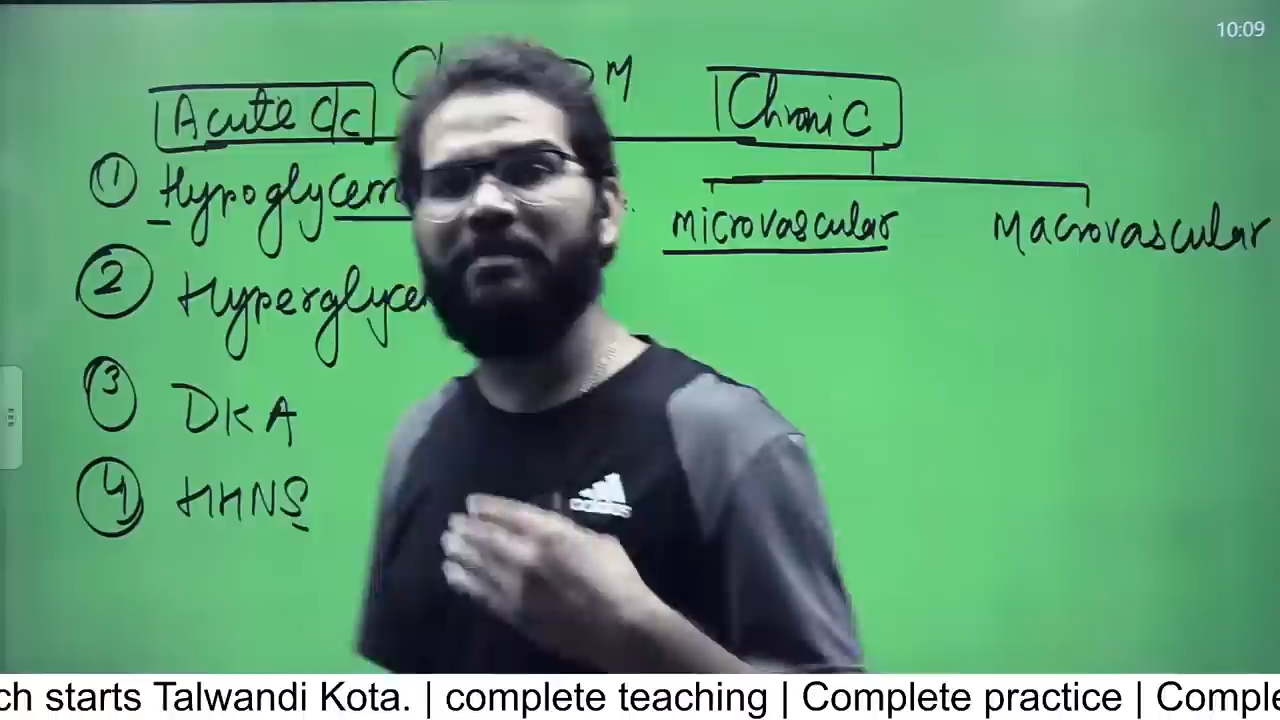 10:09
Acute c/c
Chronic
① Hypoglycem
microvascular
Macrovascular
② Hyperglyce
③ DKA
④ HHNS
adidas
ch starts Talwandi Kota. | complete teaching | Complete practice | Comple